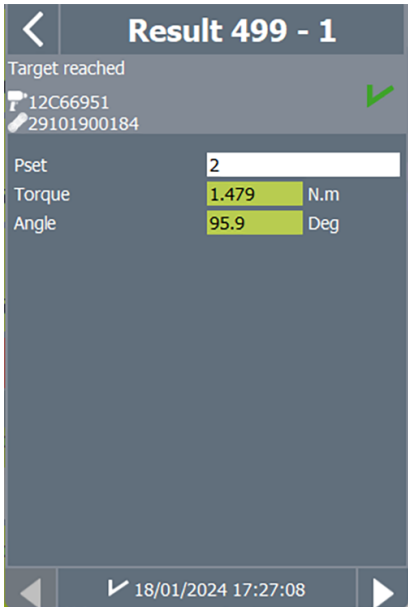 Result 499 - 1
Target reached
12C66951
29101900184
Pset 2
Torque 1.479 N.m
Angle 95.9 Deg
18/01/2024 17:27:08